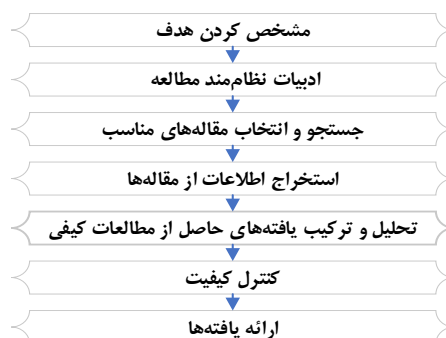 مشخص کردن هدف
ادبیات نظام‌مند مطالعه
جستجو و انتخاب مقاله‌های مناسب
استخراج اطلاعات از مقاله‌ها
تحلیل و ترکیب یافته‌های حاصل از مطالعات کیفی
کنترل کیفیت
ارائه یافته‌ها